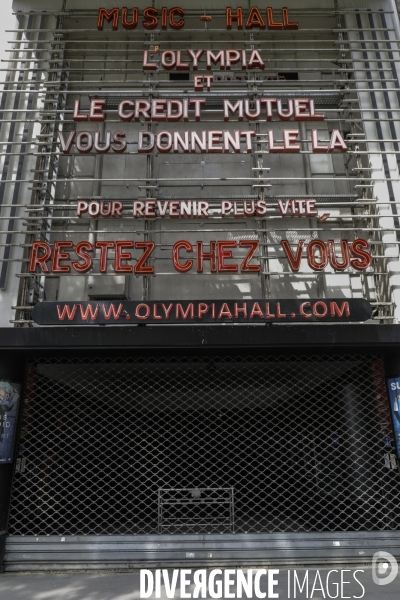 MUSIC - HALL
L'OLYMPIA
ET
LE CREDIT MUTUEL
VOUS DONNENT LE LA
POUR REVENIR PLUS VITE
RESTEZ CHEZ VOUS
WWW.OLYMPIAHALL.COM
DIVERGENCE IMAGES